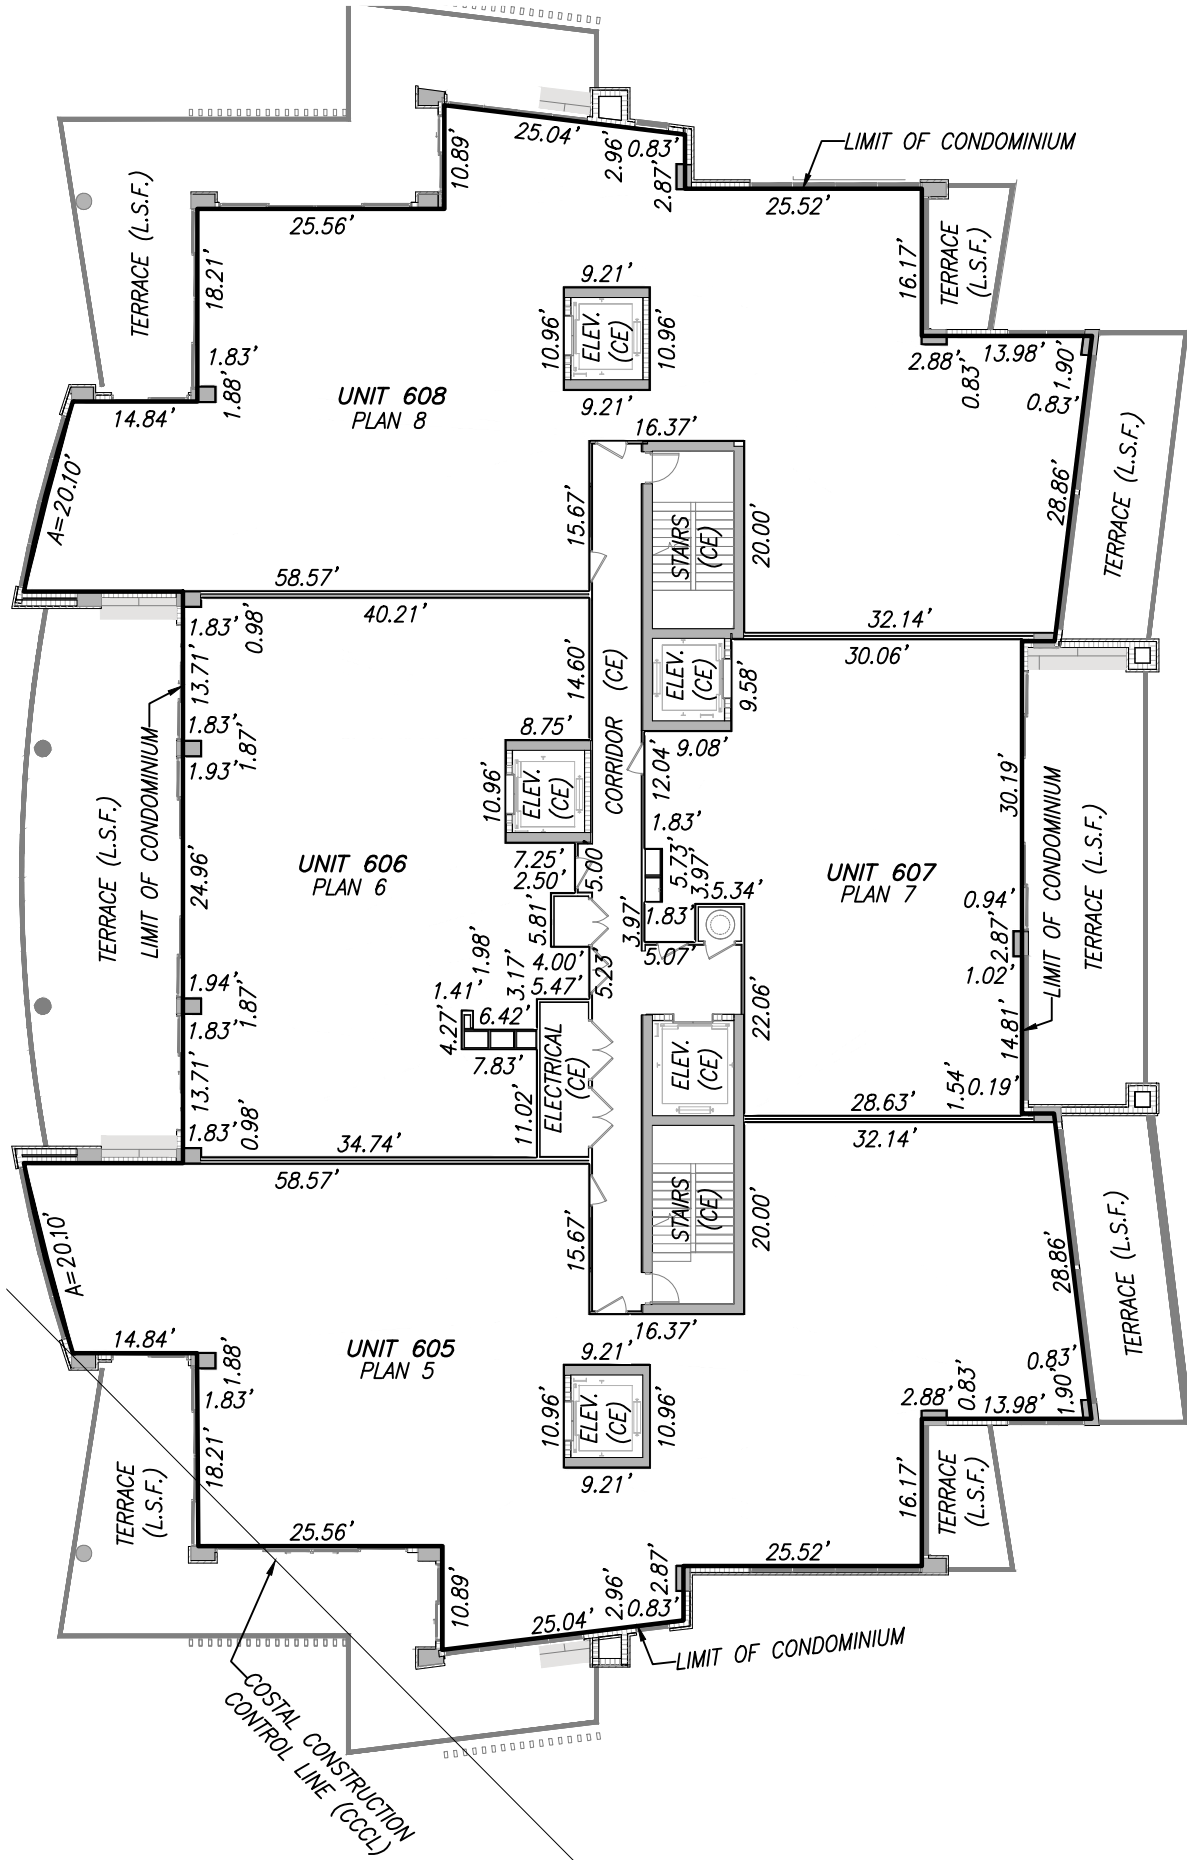 25.04’
10.89’
2.96’
0.83’
2.87’
LIMIT OF CONDOMINIUM
25.52’
TERRACE (L.S.F.)
25.56’
18.21’
16.17’
TERRACE
(L.S.F.)
9.21’
10.96’
ELEV.
(CE)
10.96’
9.21’
1.83’
1.88’
14.84’
UNIT 608
PLAN 8
2.88’
13.98’
0.83’
1.90’
0.83’
A=20.10’
16.37’
15.67’
STAIRS
(CE)
20.00’
28.86’
TERRACE (L.S.F.)
58.57’
40.21’
32.14’
30.06’
1.83’
0.98’
13.71’
14.60’
CORRIDOR (CE)
ELEV.
(CE)
9.58’
9.08’
1.83’
1.87’
1.93’
8.75’
10.96’
ELEV.
(CE)
12.04’
30.19’
TERRACE (L.S.F.)
LIMIT OF CONDOMINIUM
24.96’
UNIT 606
PLAN 6
7.25’
2.50’
5.00’
5.81’
4.00’
5.23’
1.83’
5.73’
3.97’
5.34’
1.83’
3.97’
5.07’
UNIT 607
PLAN 7
0.94’
2.87’
1.02’
LIMIT OF CONDOMINIUM
TERRACE (L.S.F.)
1.94’
1.87’
1.83’
1.98’
3.17’
5.47’
1.41’
6.42’
4.27’
7.83’
11.02’
ELECTRICAL
(CE)
ELEV.
(CE)
22.06’
14.81’
1.54’
0.19’
13.71’
1.83’
0.98’
34.74’
28.63’
32.14’
58.57’
15.67’
STAIRS
(CE)
20.00’
A=20.10’
28.86’
TERRACE (L.S.F.)
16.37’
14.84’
1.88’
1.83’
UNIT 605
PLAN 5
9.21’
10.96’
ELEV.
(CE)
10.96’
9.21’
0.83’
2.88’
0.83’
13.98’
1.90’
18.21’
TERRACE
(L.S.F.)
16.17’
TERRACE
(L.S.F.)
25.56’
10.89’
25.04’
2.96’
0.83’
2.87’
25.52’
LIMIT OF CONDOMINIUM
COSTAL CONSTRUCTION
CONTROL LINE (CCCL)